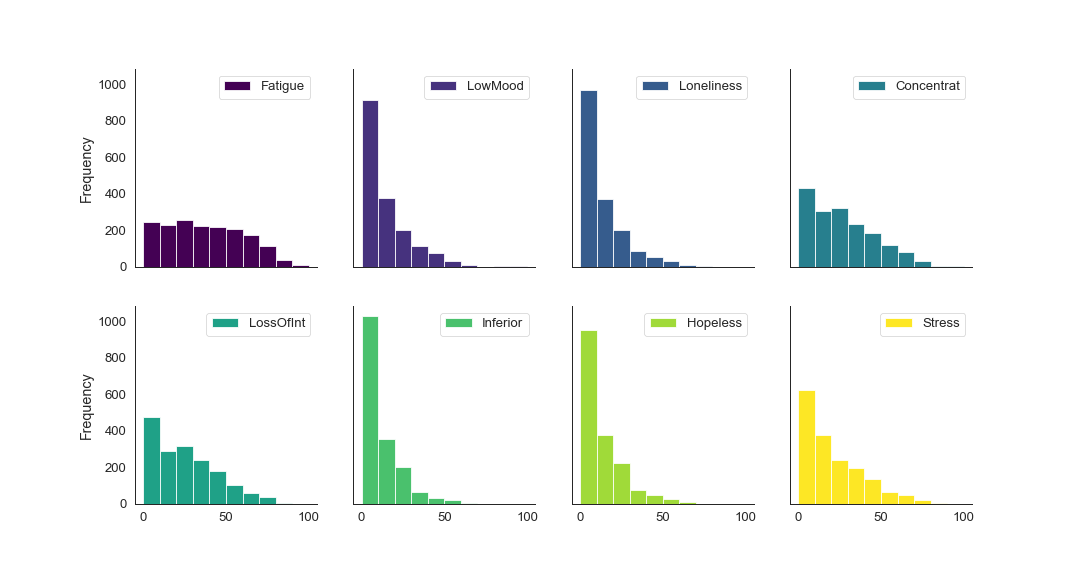 Fatigue
LowMood
Loneliness
Concentrat
Frequency
1000
800
600
400
200
0
LossOfInt
Inferior
Hopeless
Stress
Frequency
1000
800
600
400
200
0
0 50 100
0 50 100
0 50 100
0 50 100